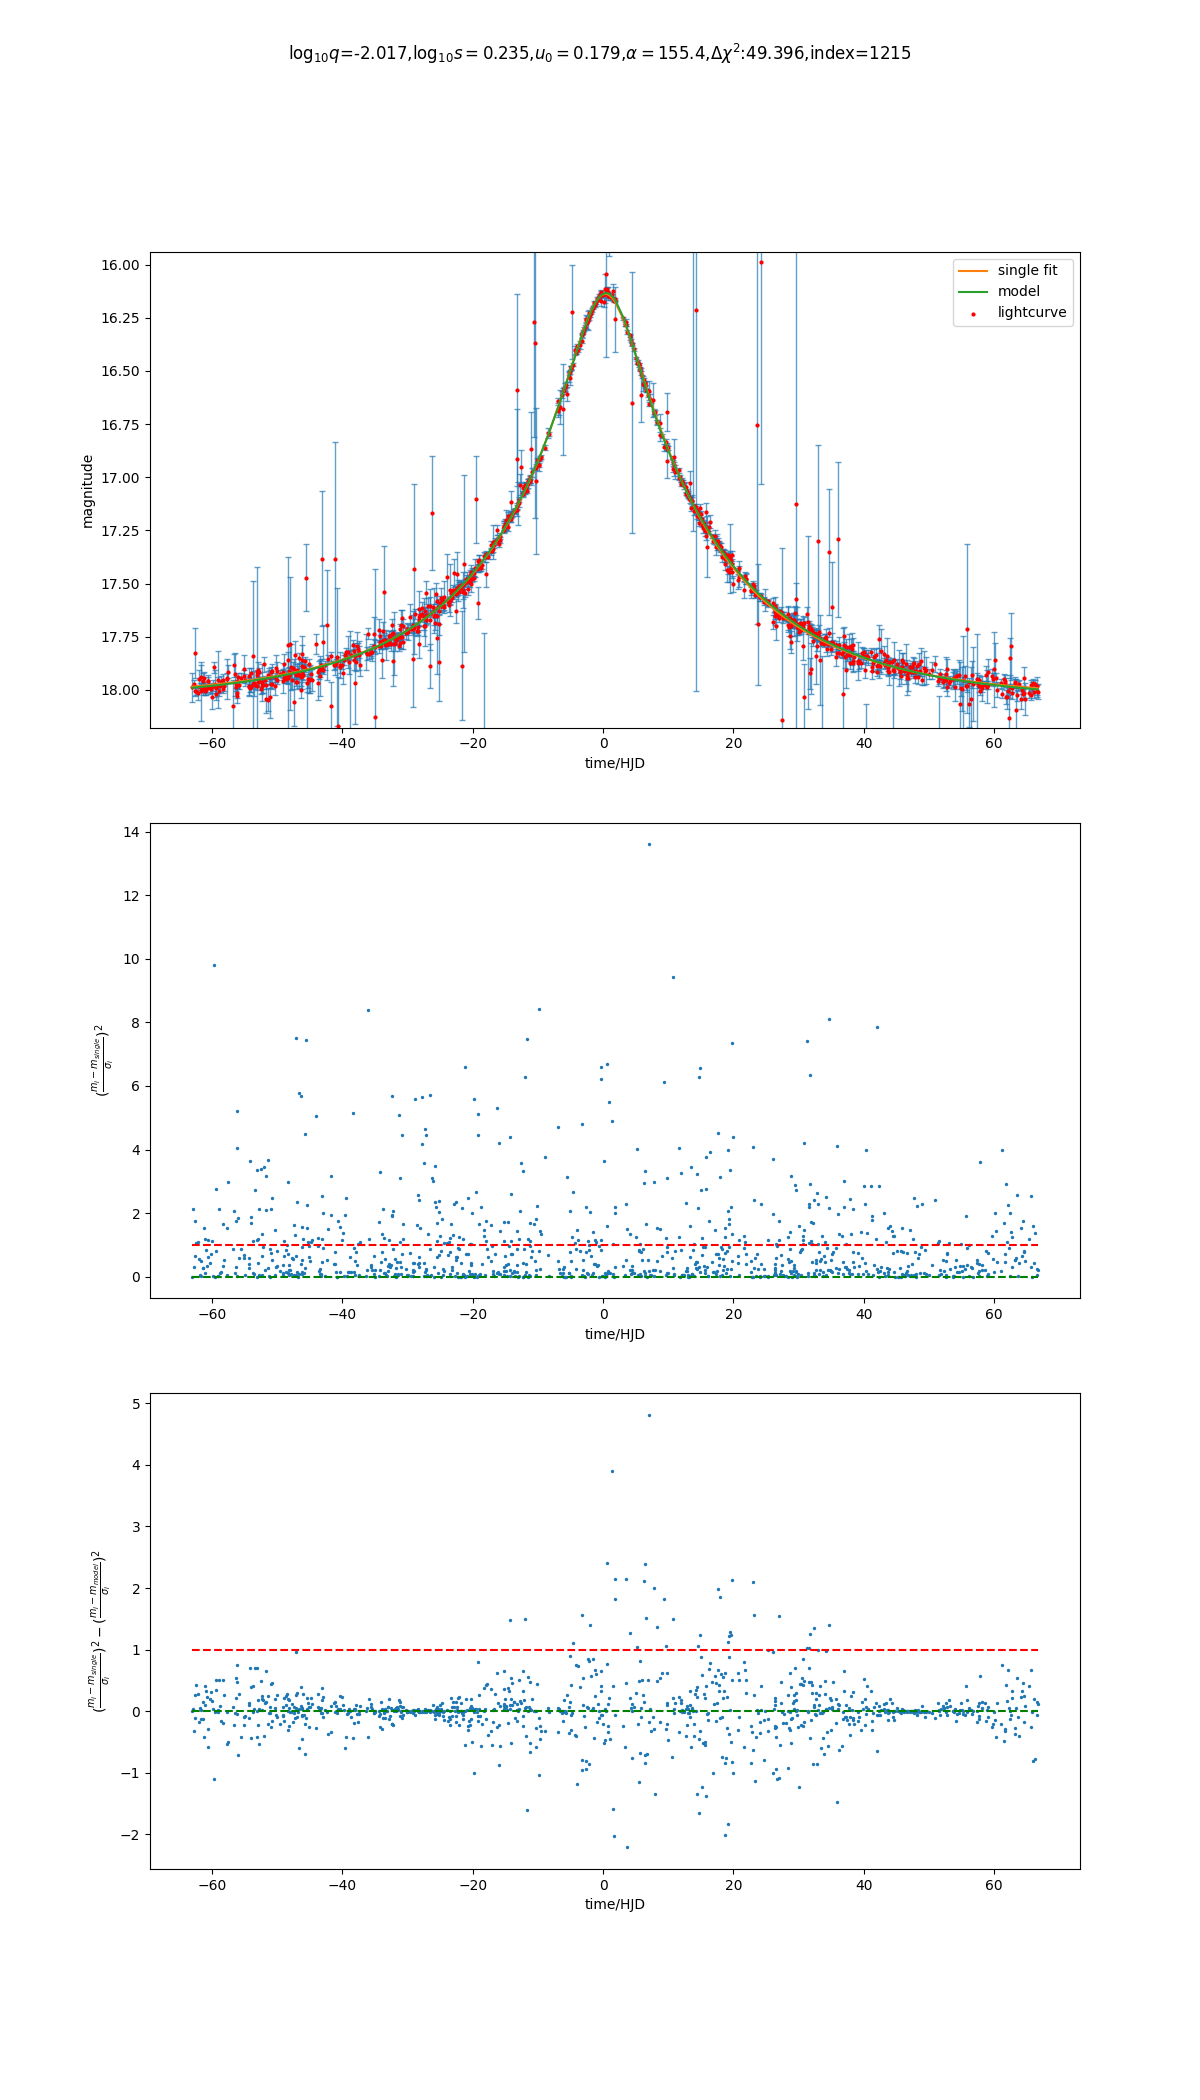 log₁₀q=-2.017,log₁₀s = 0.235,u₀ = 0.179,α = 155.4,Δχ²:49.396,index=1215
16.00
16.25
16.50
16.75
17.00
17.25
17.50
17.75
18.00
magnitude
single fit
model
lightcurve
−60 −40 −20 0 20 40 60
time/HJD
14
12
10
8
6
4
2
0
(mᵢ − m_single / σᵢ)²
−60 −40 −20 0 20 40 60
time/HJD
5
4
3
2
1
0
−1
−2
(mᵢ − m_single / σᵢ)² − (mᵢ − m_model / σᵢ)²
−60 −40 −20 0 20 40 60
time/HJD